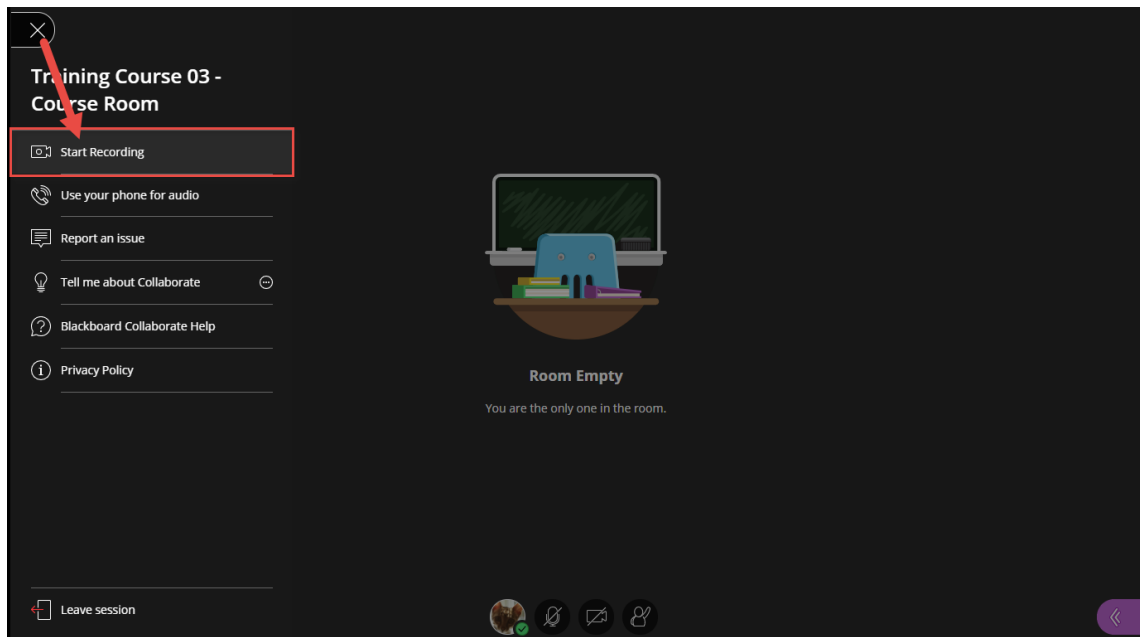 Training Course 03 -
Course Room
Start Recording
Use your phone for audio
Report an issue
Tell me about Collaborate
Blackboard Collaborate Help
Privacy Policy
Leave session
Room Empty
You are the only one in the room.